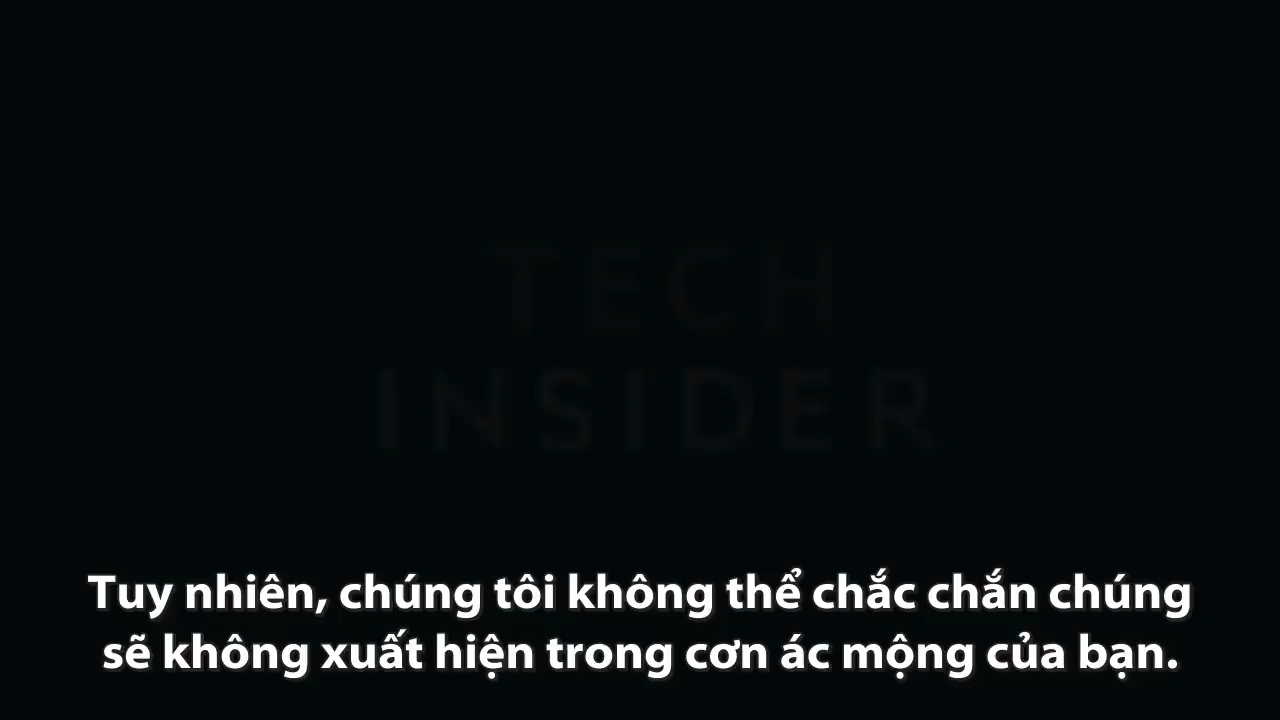 TECH
INSIDER
Tuy nhiên, chúng tôi không thể chắc chắn chúng
sẽ không xuất hiện trong cơn ác mộng của bạn.